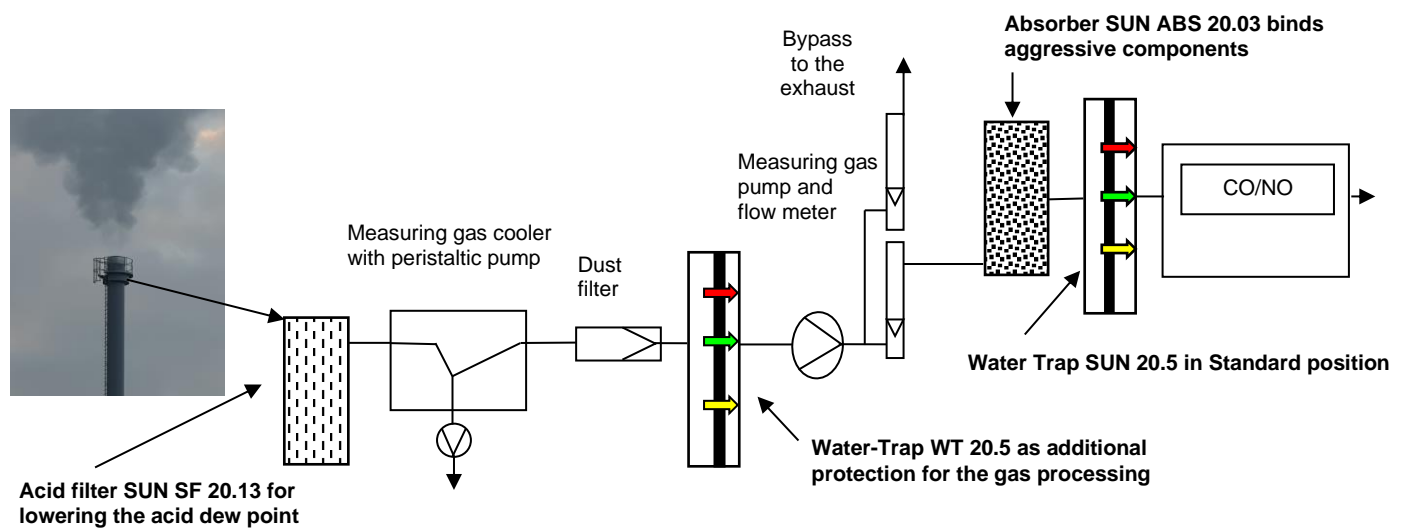 Absorber SUN ABS 20.03 binds
aggressive components
Bypass
to the
exhaust
Measuring gas
pump and
flow meter
CO/NO
Measuring gas cooler
with peristaltic pump
Dust
filter
Water Trap SUN 20.5 in Standard position
Water-Trap WT 20.5 as additional
protection for the gas processing
Acid filter SUN SF 20.13 for
lowering the acid dew point